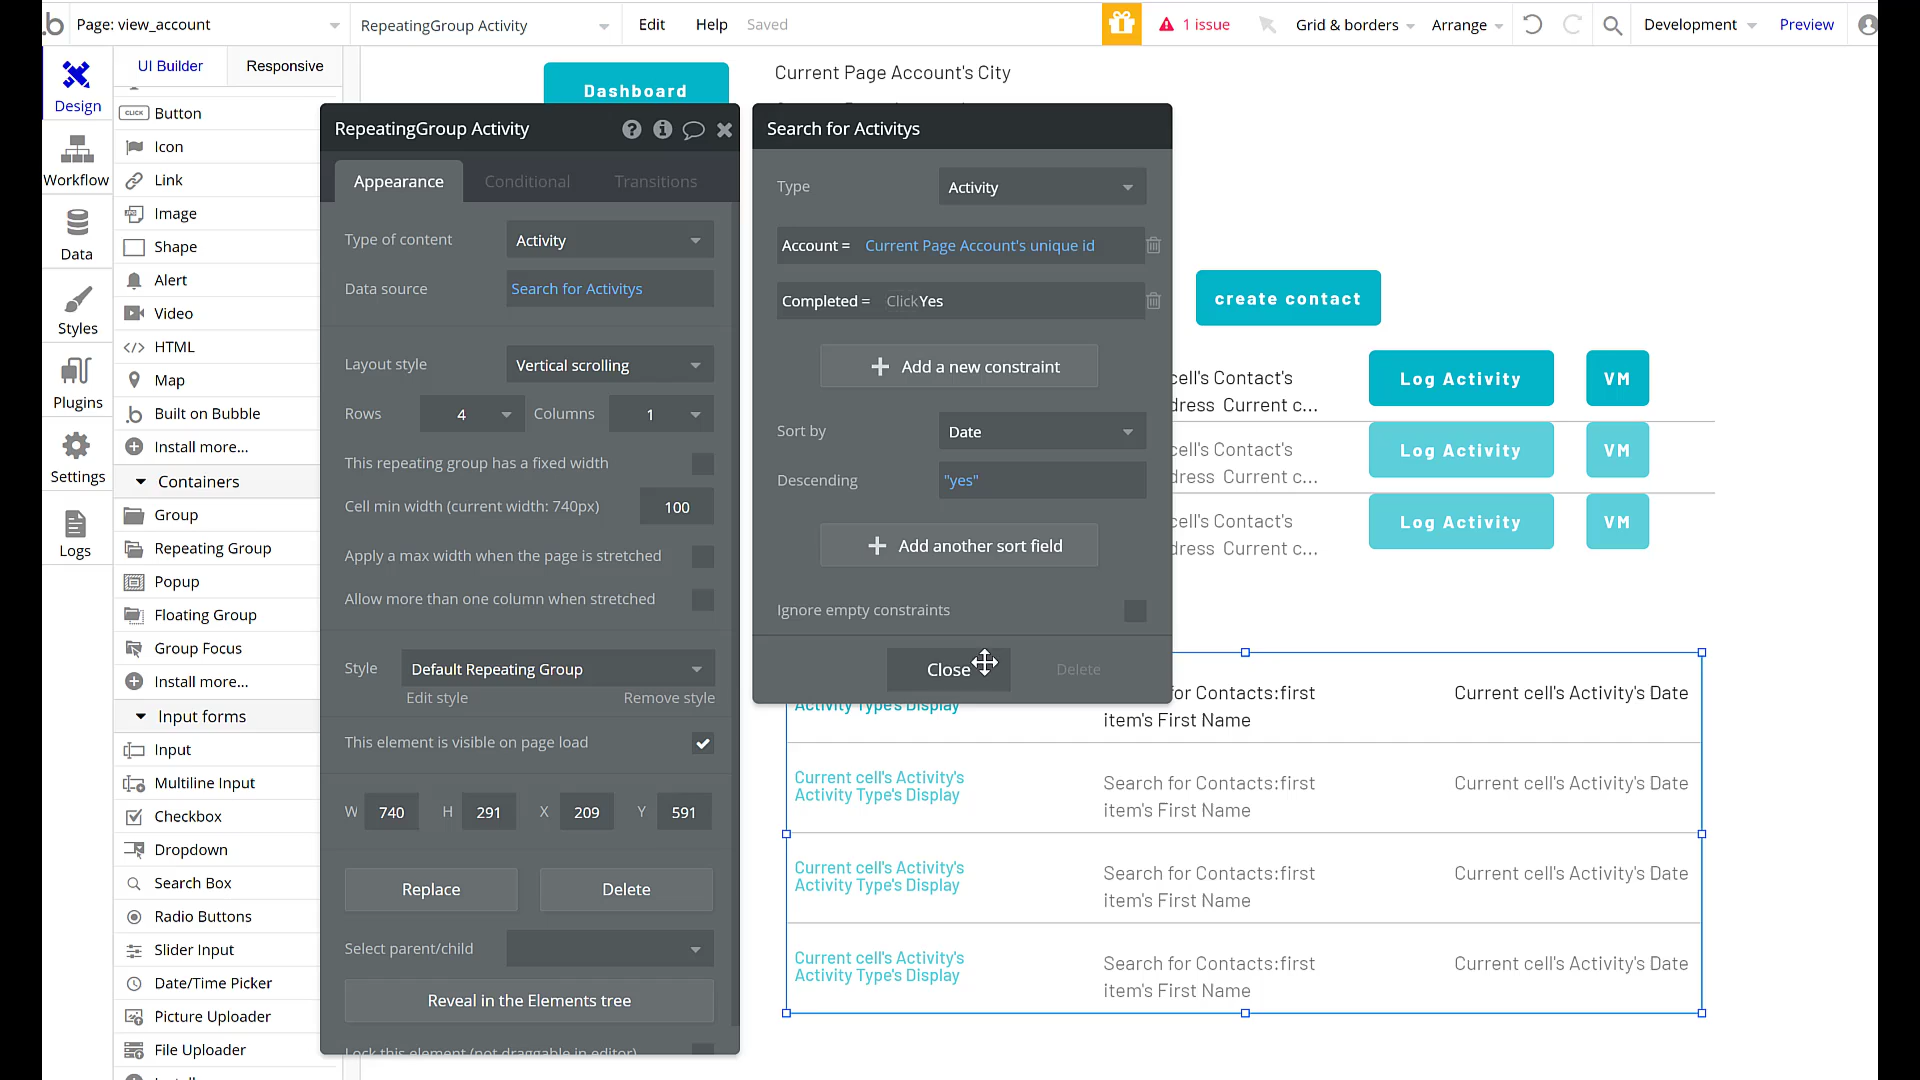 Page: view_account
RepeatingGroup Activity
Edit
Help
Saved
1 issue
Grid & borders
Arrange
Development
Preview
Design
Workflow
Data
Styles
Plugins
Settings
Logs
UI Builder
Responsive
CLICK
Button
Icon
Link
Image
Shape
Alert
Video
HTML
Map
Built on Bubble
Install more...
Containers
Group
Repeating Group
Popup
Floating Group
Group Focus
Install more...
Input forms
Input
Multiline Input
Checkbox
Dropdown
Search Box
Radio Buttons
Slider Input
Date/Time Picker
Picture Uploader
File Uploader
RepeatingGroup Activity
Appearance
Conditional
Transitions
Type of content
Activity
Data source
Search for Activitys
Layout style
Vertical scrolling
Rows
4
Columns
1
This repeating group has a fixed width
Cell min width (current width: 740px)
100
Apply a max width when the page is stretched
Allow more than one column when stretched
Style
Default Repeating Group
Edit style
Remove style
This element is visible on page load
W
740
H
291
X
209
Y
591
Replace
Delete
Select parent/child
Reveal in the Elements tree
Lock this element (not draggable in editor)
Search for Activitys
Type
Activity
Account =
Current Page Account's unique id
Completed =
Click
Yes
Add a new constraint
Sort by
Date
Descending
"yes"
Add another sort field
Ignore empty constraints
Close
Delete
Dashboard
Current Page Account's City
create contact
cell's Contact's
dress Current c...
Log Activity
VM
cell's Contact's
dress Current c...
Log Activity
VM
cell's Contact's
dress Current c...
Log Activity
VM
Activity Type's Display
for Contacts:first
item's First Name
Current cell's Activity's Date
Current cell's Activity's
Activity Type's Display
Search for Contacts:first
item's First Name
Current cell's Activity's Date
Current cell's Activity's
Activity Type's Display
Search for Contacts:first
item's First Name
Current cell's Activity's Date
Current cell's Activity's
Activity Type's Display
Search for Contacts:first
item's First Name
Current cell's Activity's Date